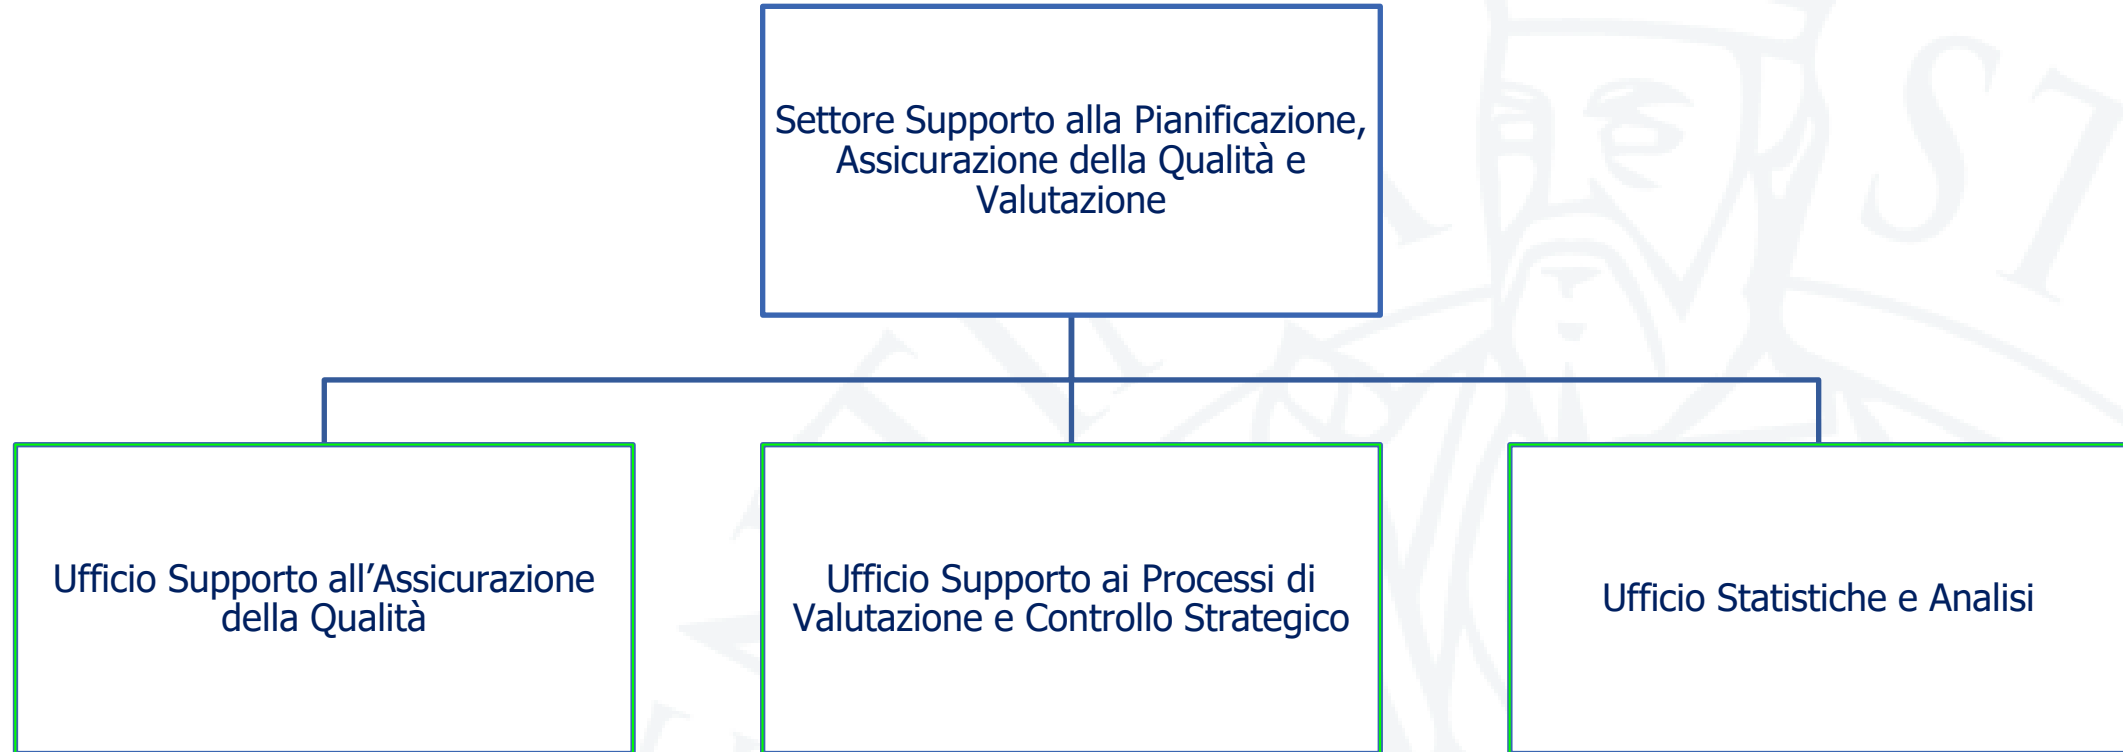 Settore Supporto alla Pianificazione,
Assicurazione della Qualità e
Valutazione
Ufficio Supporto all’Assicurazione
della Qualità
Ufficio Supporto ai Processi di
Valutazione e Controllo Strategico
Ufficio Statistiche e Analisi